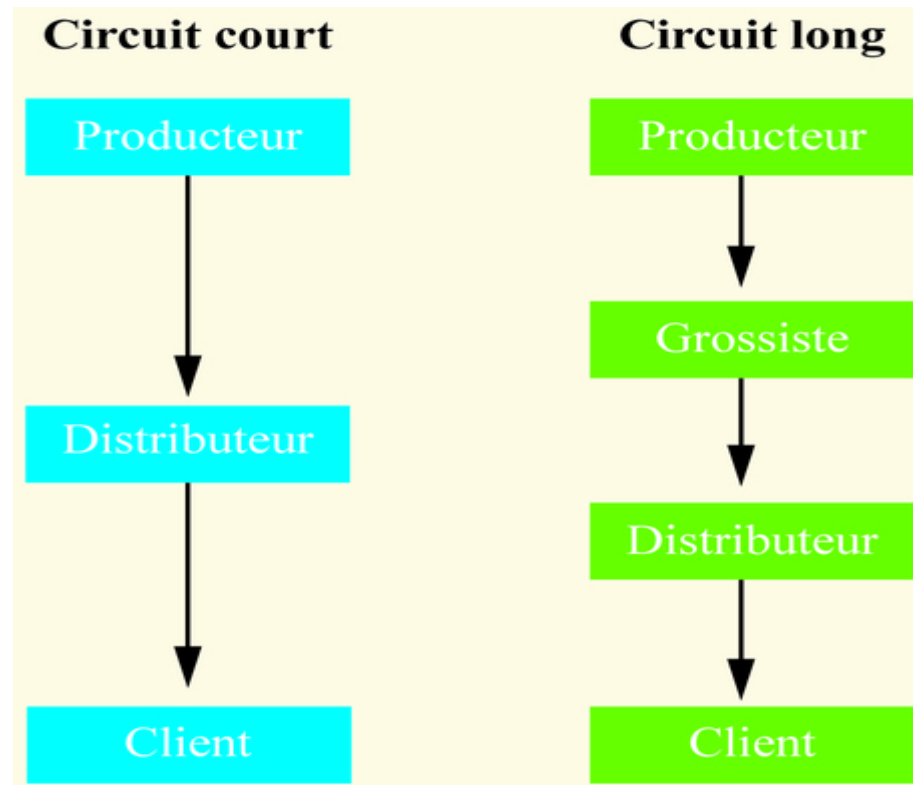 Circuit court
Producteur
Distributeur
Client
Circuit long
Producteur
Grossiste
Distributeur
Client